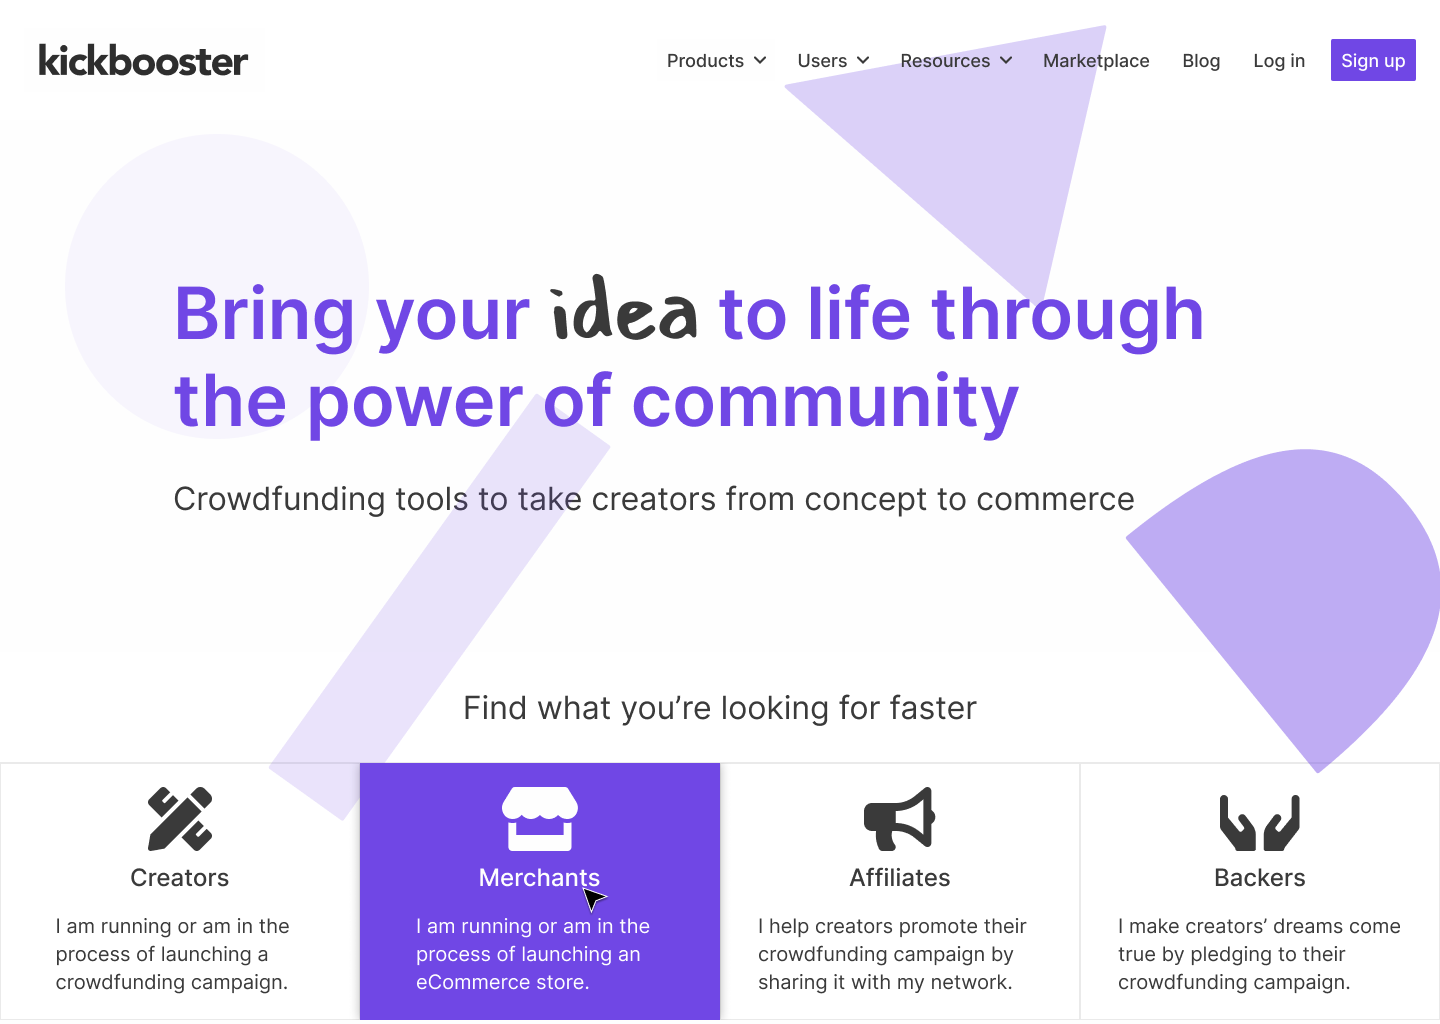 kickbooster
Products Users Resources Marketplace Blog Log in Sign up
Bring your idea to life through
the power of community
Crowdfunding tools to take creators from concept to commerce
Find what you’re looking for faster
Creators
I am running or am in the
process of launching a
crowdfunding campaign.
Merchants
I am running or am in the
process of launching an
eCommerce store.
Affiliates
I help creators promote their
crowdfunding campaign by
sharing it with my network.
Backers
I make creators’ dreams come
true by pledging to their
crowdfunding campaign.